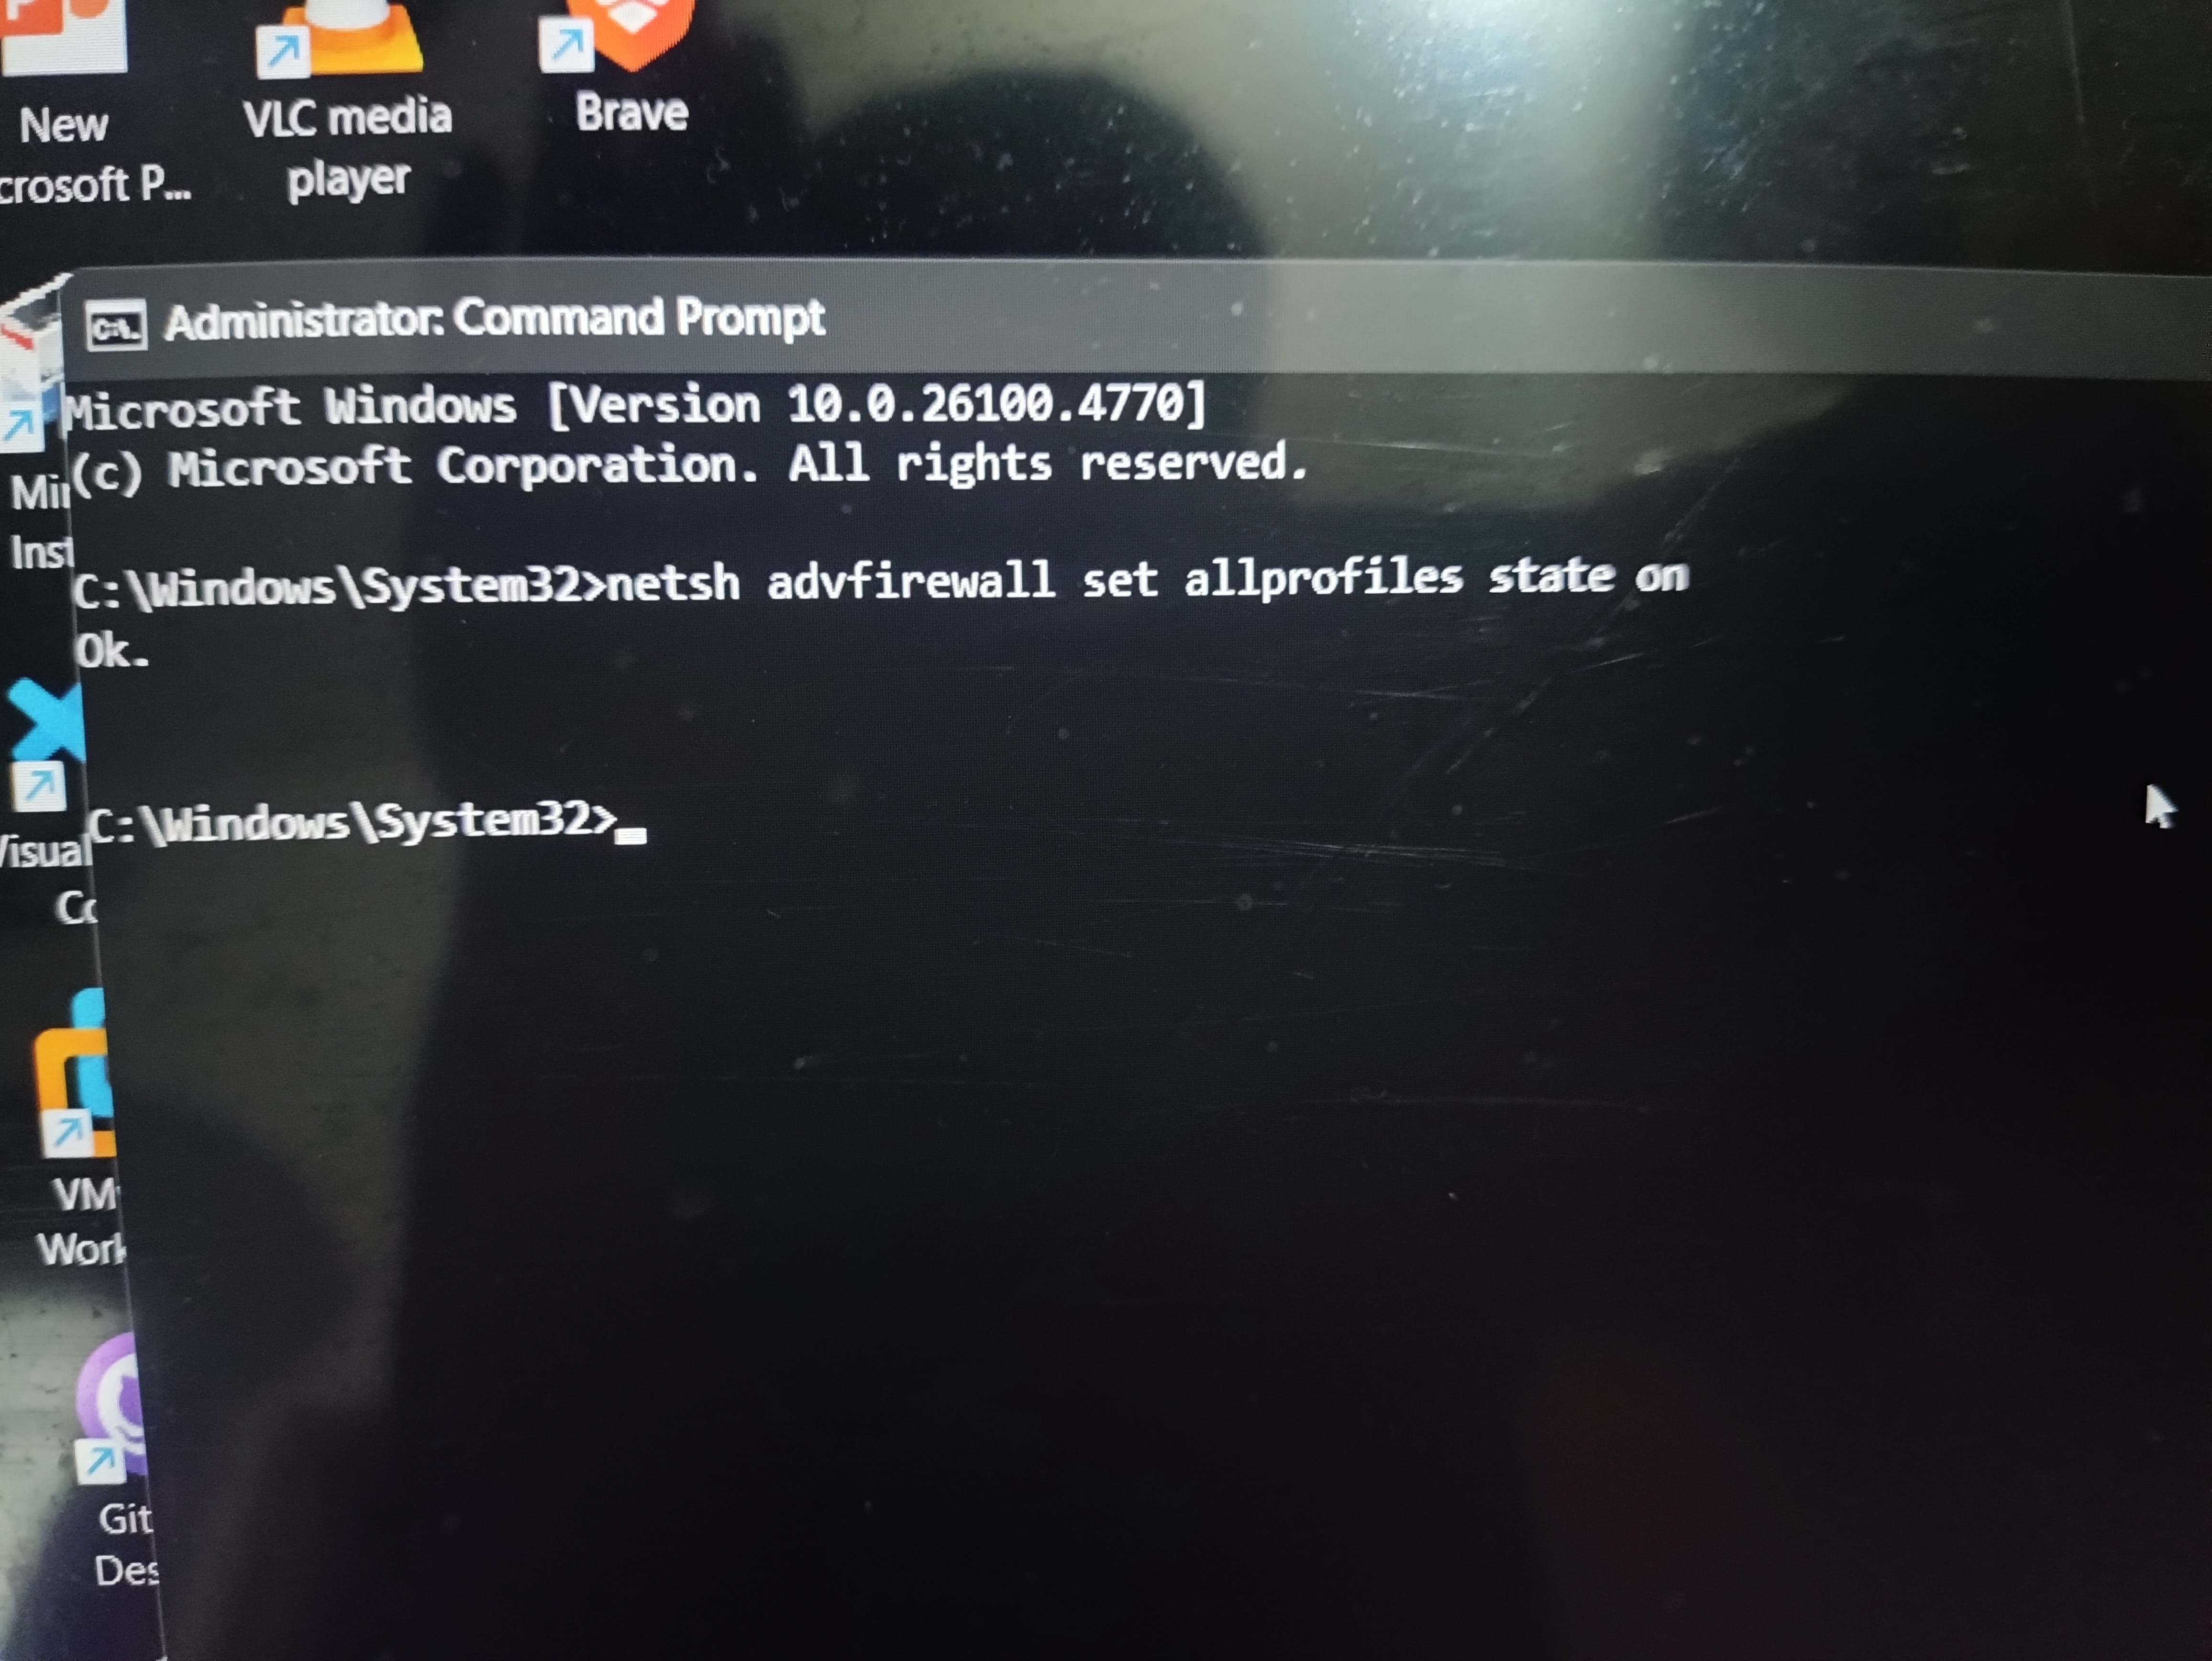 New
crosoft P...
VLC media
player
Brave
Administrator: Command Prompt
Microsoft Windows [Version 10.0.26100.4770]
(c) Microsoft Corporation. All rights reserved.
C:\Windows\System32>netsh advfirewall set allprofiles state on
Ok.
C:\Windows\System32>
Min
Inst
Visual
Co
VM
Work
Git
Des